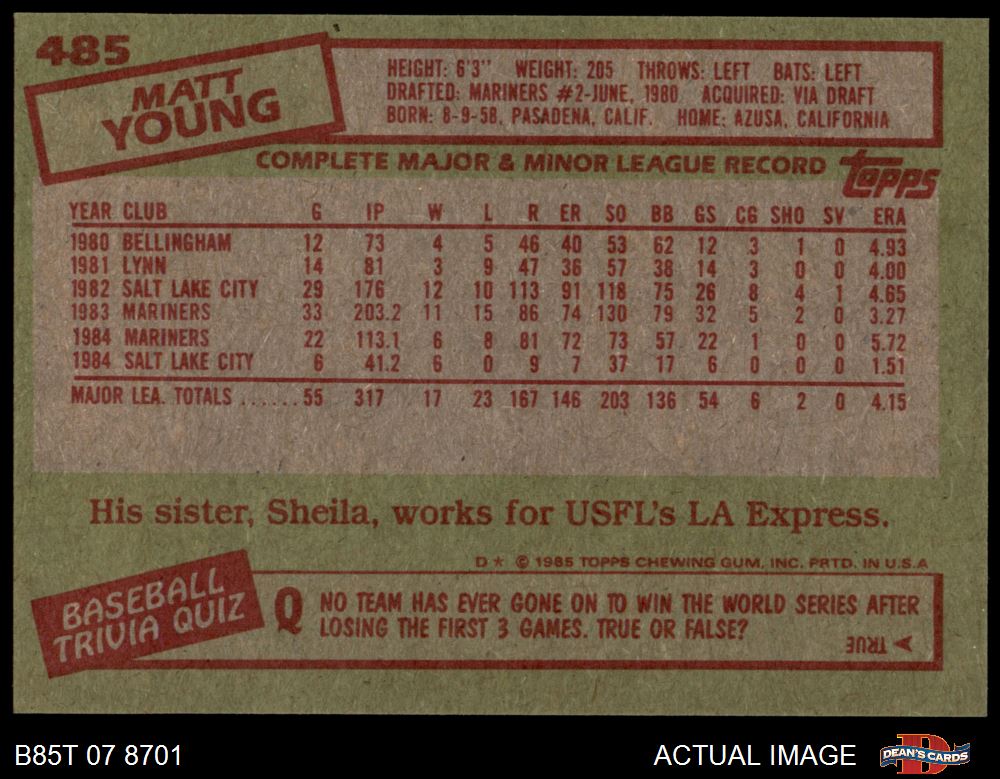 485
MATT
YOUNG
HEIGHT: 6'3" WEIGHT: 205 THROWS: LEFT BATS: LEFT
DRAFTED: MARINERS #2-JUNE, 1980 ACQUIRED: VIA DRAFT
BORN: 8-9-58, PASADENA, CALIF. HOME: AZUSA, CALIFORNIA
COMPLETE MAJOR & MINOR LEAGUE RECORD
TOPPS
YEAR CLUB G IP W L R ER SO BB GS CG SHO SV ERA
1980 BELLINGHAM 12 73 4 5 46 40 53 62 12 3 1 0 4.93
1981 LYNN 14 81 3 9 47 36 57 38 14 3 0 0 4.00
1982 SALT LAKE CITY 29 176 12 10 113 91 118 75 26 8 4 1 4.65
1983 MARINERS 33 203.2 11 15 86 74 130 79 32 5 2 0 3.27
1984 MARINERS 22 113.1 6 8 81 72 73 57 22 1 0 0 5.72
1984 SALT LAKE CITY 6 41.2 6 0 9 7 37 17 6 0 0 0 1.51
MAJOR LEA. TOTALS ...... 55 317 17 23 167 146 203 136 54 6 2 0 4.15
His sister, Sheila, works for USFL's LA Express.
D★ © 1985 TOPPS CHEWING GUM, INC. PRTD. IN U.S.A
BASEBALL
TRIVIA QUIZ
Q NO TEAM HAS EVER GONE ON TO WIN THE WORLD SERIES AFTER
LOSING THE FIRST 3 GAMES. TRUE OR FALSE?
A TRUE
B85T 07 8701
ACTUAL IMAGE
DEAN'S CARDS